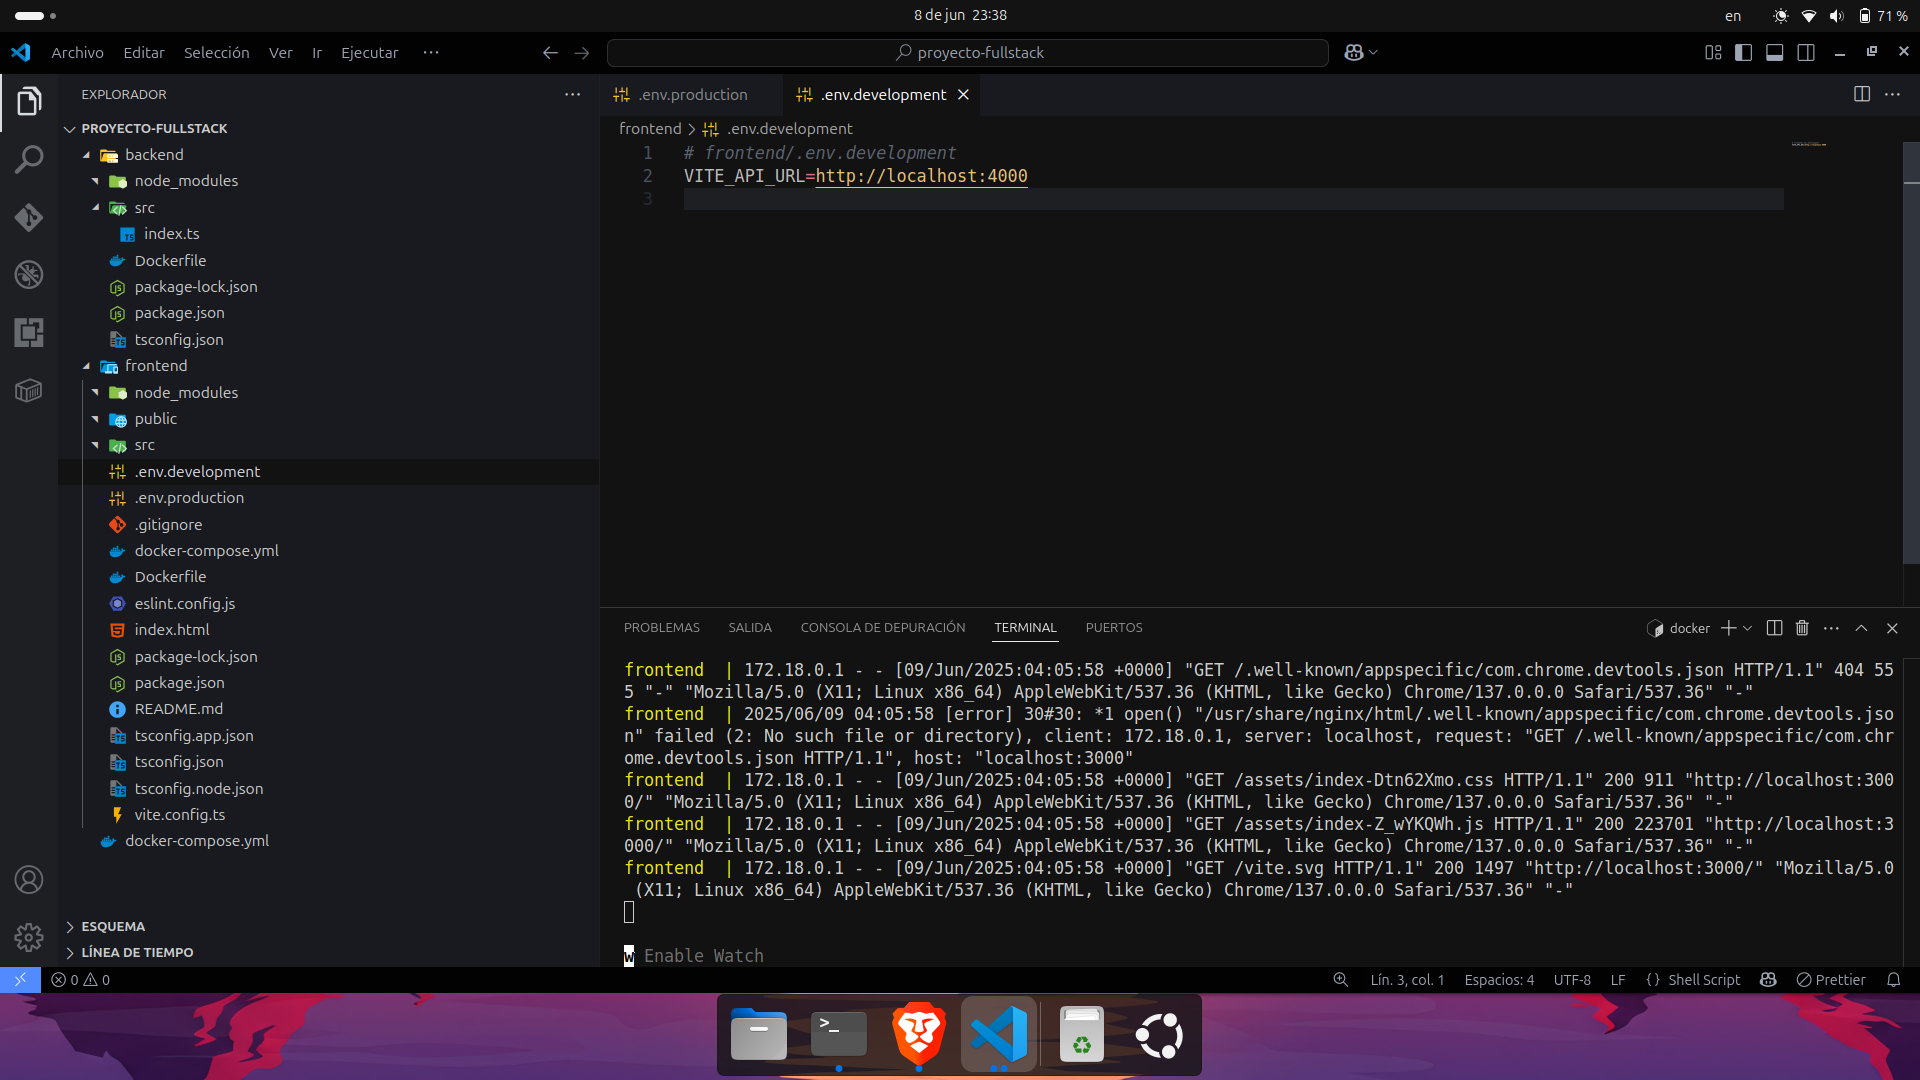 8 de jun 23:38
en
71 %
Archivo Editar Selección Ver Ir Ejecutar ···
proyecto-fullstack
EXPLORADOR
PROYECTO-FULLSTACK
backend
node_modules
src
index.ts
Dockerfile
package-lock.json
package.json
tsconfig.json
frontend
node_modules
public
src
.env.development
.env.production
.gitignore
docker-compose.yml
Dockerfile
eslint.config.js
index.html
package-lock.json
package.json
README.md
tsconfig.app.json
tsconfig.json
tsconfig.node.json
vite.config.ts
docker-compose.yml
ESQUEMA
LÍNEA DE TIEMPO
.env.production .env.development
frontend > .env.development
1 # frontend/.env.development
2 VITE_API_URL=http://localhost:4000
3
PROBLEMAS SALIDA CONSOLA DE DEPURACIÓN TERMINAL PUERTOS
docker
frontend | 172.18.0.1 - - [09/Jun/2025:04:05:58 +0000] "GET /.well-known/appspecific/com.chrome.devtools.json HTTP/1.1" 404 55
5 "-" "Mozilla/5.0 (X11; Linux x86_64) AppleWebKit/537.36 (KHTML, like Gecko) Chrome/137.0.0.0 Safari/537.36" "-"
frontend | 2025/06/09 04:05:58 [error] 30#30: *1 open() "/usr/share/nginx/html/.well-known/appspecific/com.chrome.devtools.jso
n" failed (2: No such file or directory), client: 172.18.0.1, server: localhost, request: "GET /.well-known/appspecific/com.chr
ome.devtools.json HTTP/1.1", host: "localhost:3000"
frontend | 172.18.0.1 - - [09/Jun/2025:04:05:58 +0000] "GET /assets/index-Dtn62Xmo.css HTTP/1.1" 200 911 "http://localhost:300
0/" "Mozilla/5.0 (X11; Linux x86_64) AppleWebKit/537.36 (KHTML, like Gecko) Chrome/137.0.0.0 Safari/537.36" "-"
frontend | 172.18.0.1 - - [09/Jun/2025:04:05:58 +0000] "GET /assets/index-Z_wYKQWh.js HTTP/1.1" 200 223701 "http://localhost:3
000/" "Mozilla/5.0 (X11; Linux x86_64) AppleWebKit/537.36 (KHTML, like Gecko) Chrome/137.0.0.0 Safari/537.36" "-"
frontend | 172.18.0.1 - - [09/Jun/2025:04:05:58 +0000] "GET /vite.svg HTTP/1.1" 200 1497 "http://localhost:3000/" "Mozilla/5.0
(X11; Linux x86_64) AppleWebKit/537.36 (KHTML, like Gecko) Chrome/137.0.0.0 Safari/537.36" "-"
w Enable Watch
0 0
Lín. 3, col. 1 Espacios: 4 UTF-8 LF {} Shell Script Prettier